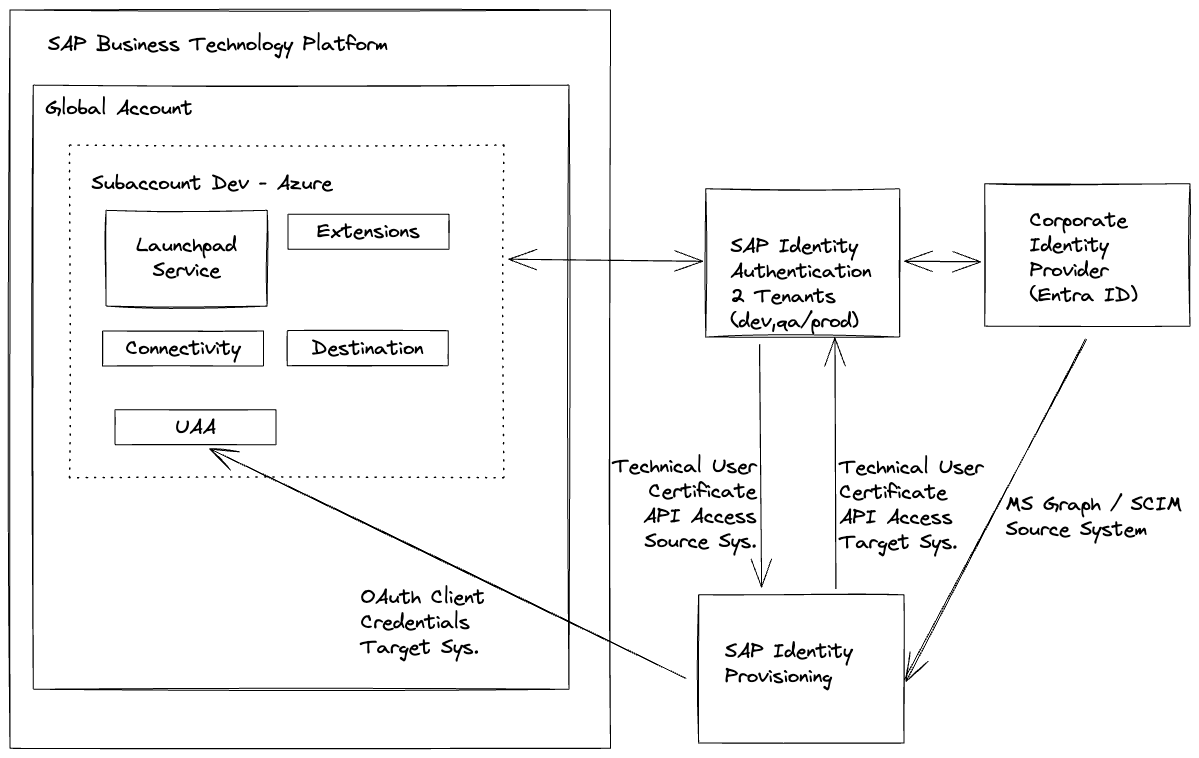 SAP Business Technology Platform
Global Account
Subaccount Dev - Azure
Launchpad
Service
Extensions
Connectivity
Destination
UAA
SAP Identity
Authentication
2 Tenants
(dev,qa/prod)
Corporate
Identity
Provider
(Entra ID)
Technical User
Certificate
API Access
Source Sys.
Technical User
Certificate
API Access
Target Sys.
MS Graph / SCIM
Source System
OAuth Client
Credentials
Target Sys.
SAP Identity
Provisioning